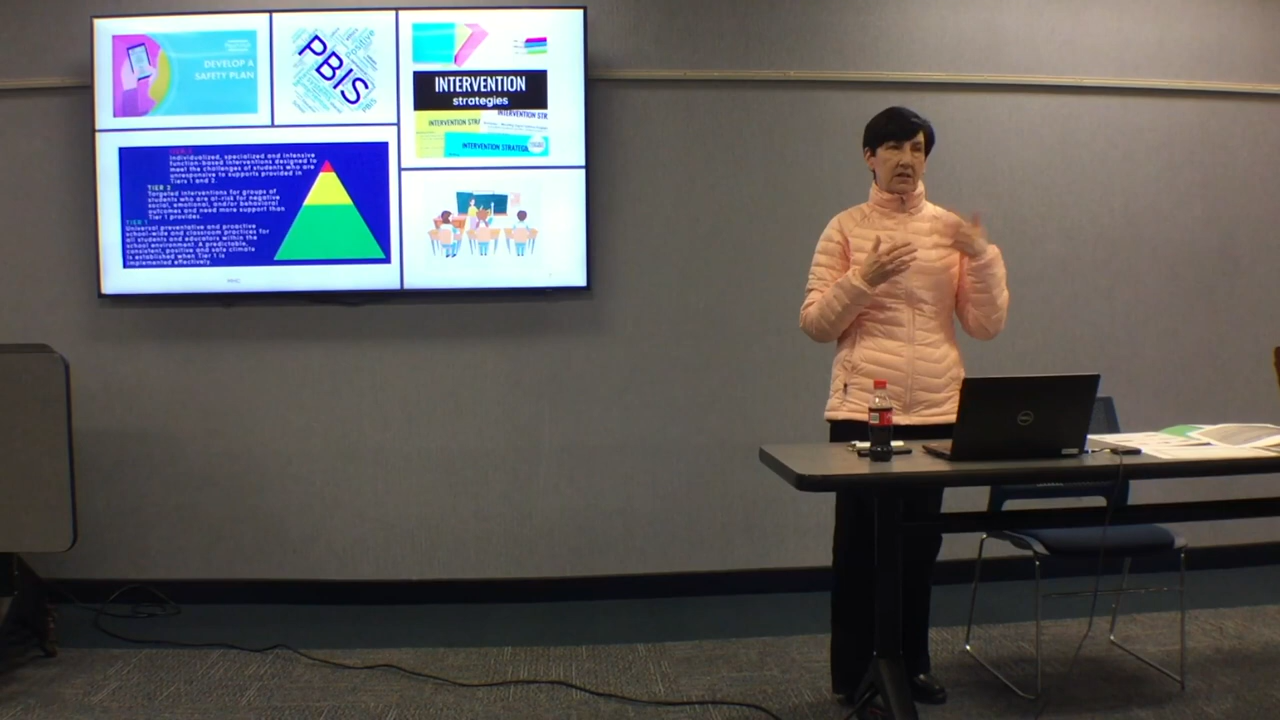 DEVELOP A
SAFETY PLAN
PBIS
Positive
PBIS
INTERVENTION
strategies
INTERVENTION STR
INTERVENTION STRA
INTERVENTION STRATEGI
Individualized, specialized and intensive
function-based interventions designed to
meet the challenges of students who are
unresponsive to supports provided in
Tiers 1 and 2.
TIER 2
Targeted interventions for groups of
students who are at-risk for negative
social, emotional, and/or behavioral
outcomes and need more support than
Tier 1 provides.
TIER 1
Universal preventative and proactive
school-wide and classroom practices for
all students and educators within the
school environment. A predictable,
consistent, positive and safe climate
is established when Tier 1 is
implemented effectively.
DELL